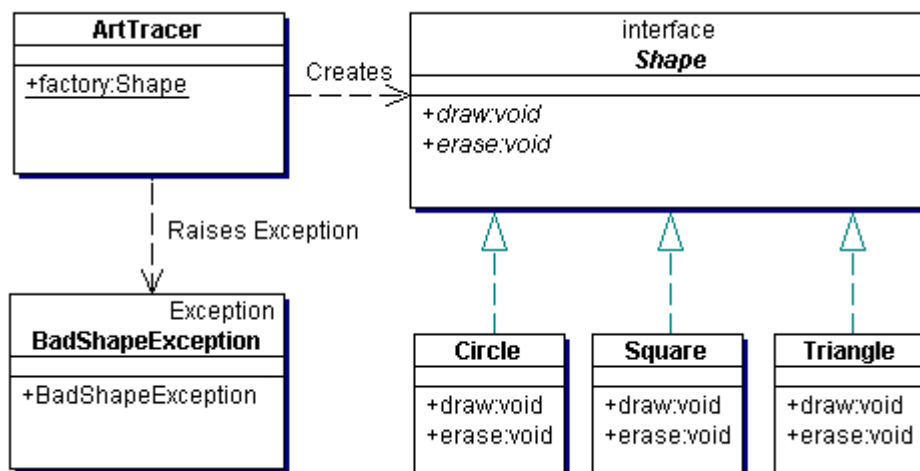 ArtTracer
+factory:Shape
Creates
interface
Shape
+draw:void
+erase:void
Raises Exception
Exception
BadShapeException
+BadShapeException
Circle
+draw:void
+erase:void
Square
+draw:void
+erase:void
Triangle
+draw:void
+erase:void